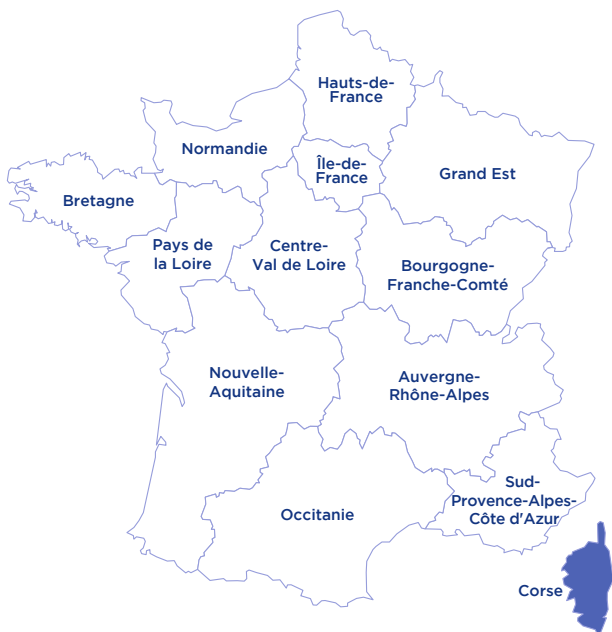 Hauts-de-
France
Normandie
Île-de-
France
Grand Est
Bretagne
Pays de
la Loire
Centre-
Val de Loire
Bourgogne-
Franche-Comté
Nouvelle-
Aquitaine
Auvergne-
Rhône-Alpes
Sud-
Provence-Alpes-
Côte d'Azur
Occitanie
Corse